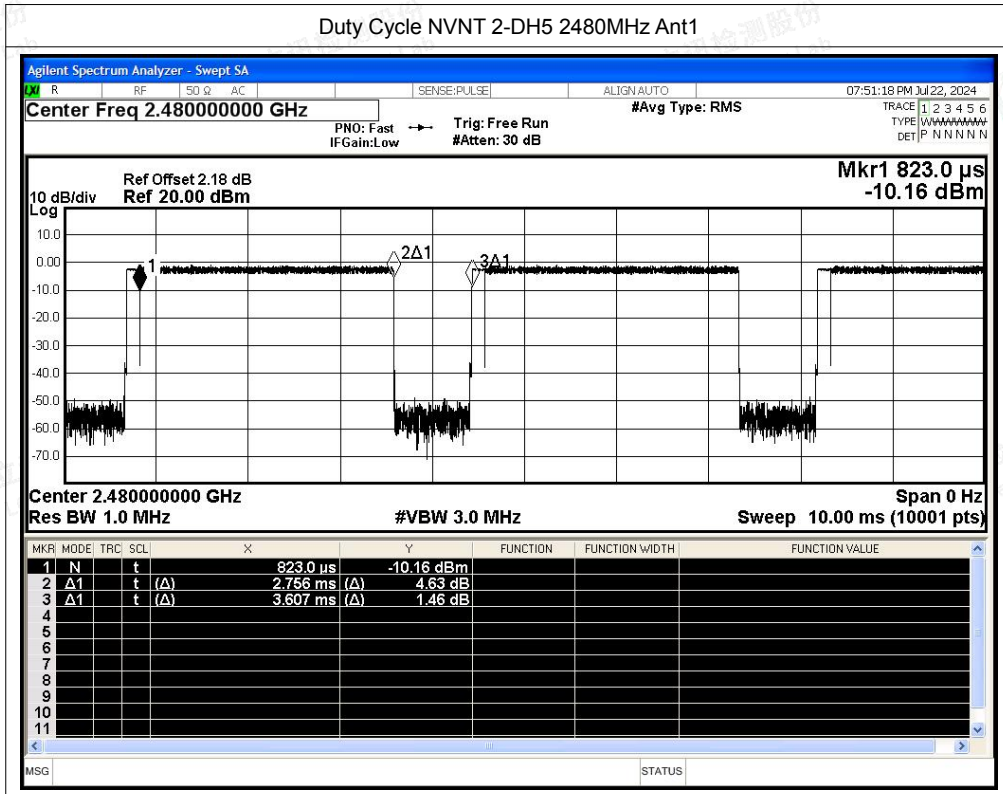 Duty Cycle NVNT 2-DH5 2480MHz Ant1
Agilent Spectrum Analyzer - Swept SA
LXI R RF 50 Ω AC SENSE:PULSE ALIGN AUTO 07:51:18 PM Jul 22, 2024
Center Freq 2.480000000 GHz #Avg Type: RMS TRACE 1 2 3 4 5 6
PNO: Fast Trig: Free Run TYPE WWWWWW
IFGain:Low #Atten: 30 dB DET P N N N N N
Mkr1 823.0 µs
-10.16 dBm
Ref Offset 2.18 dB
10 dB/div Ref 20.00 dBm
Log
10.0
0.00
-10.0
-20.0
-30.0
-40.0
-50.0
-60.0
-70.0
1
2Δ1
3Δ1
Center 2.480000000 GHz Span 0 Hz
Res BW 1.0 MHz #VBW 3.0 MHz Sweep 10.00 ms (10001 pts)
MKR MODE TRC SCL X Y FUNCTION FUNCTION WIDTH FUNCTION VALUE
1 N t 823.0 µs -10.16 dBm
2 Δ1 t (Δ) 2.756 ms (Δ) 4.63 dB
3 Δ1 t (Δ) 3.607 ms (Δ) 1.46 dB
4
5
6
7
8
9
10
11
MSG STATUS